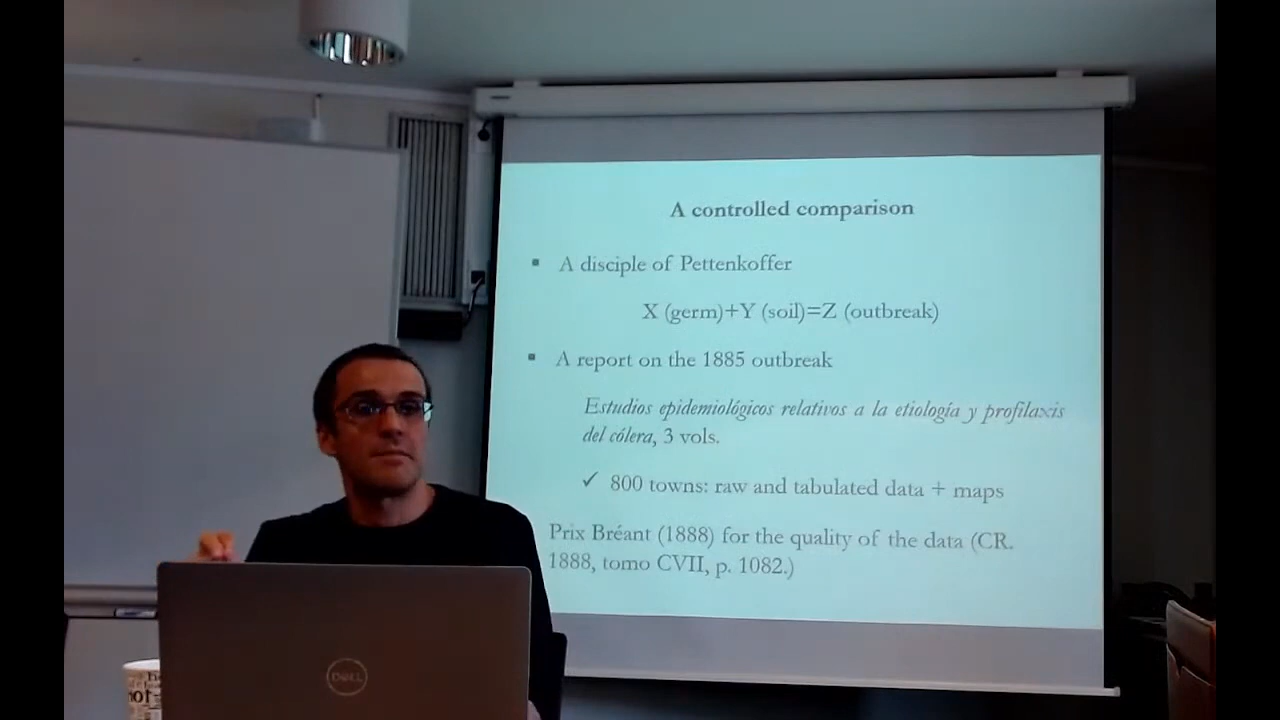 A controlled comparison
▪ A disciple of Pettenkoffer
X (germ)+Y (soil)=Z (outbreak)
▪ A report on the 1885 outbreak
Estudios epidemiológicos relativos a la etiología y profilaxis
del cólera, 3 vols.
✓ 800 towns: raw and tabulated data + maps
Prix Bréant (1888) for the quality of the data (CR.
1888, tomo CVII, p. 1082.)
DELL